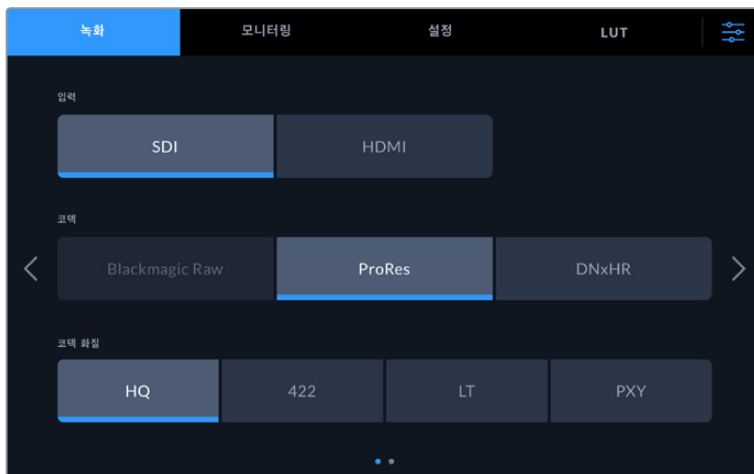 녹화 모니터링 설정 LUT
입력
SDI HDMI
코덱
Blackmagic Raw ProRes DNxHR
코덱 화질
HQ 422 LT PXY